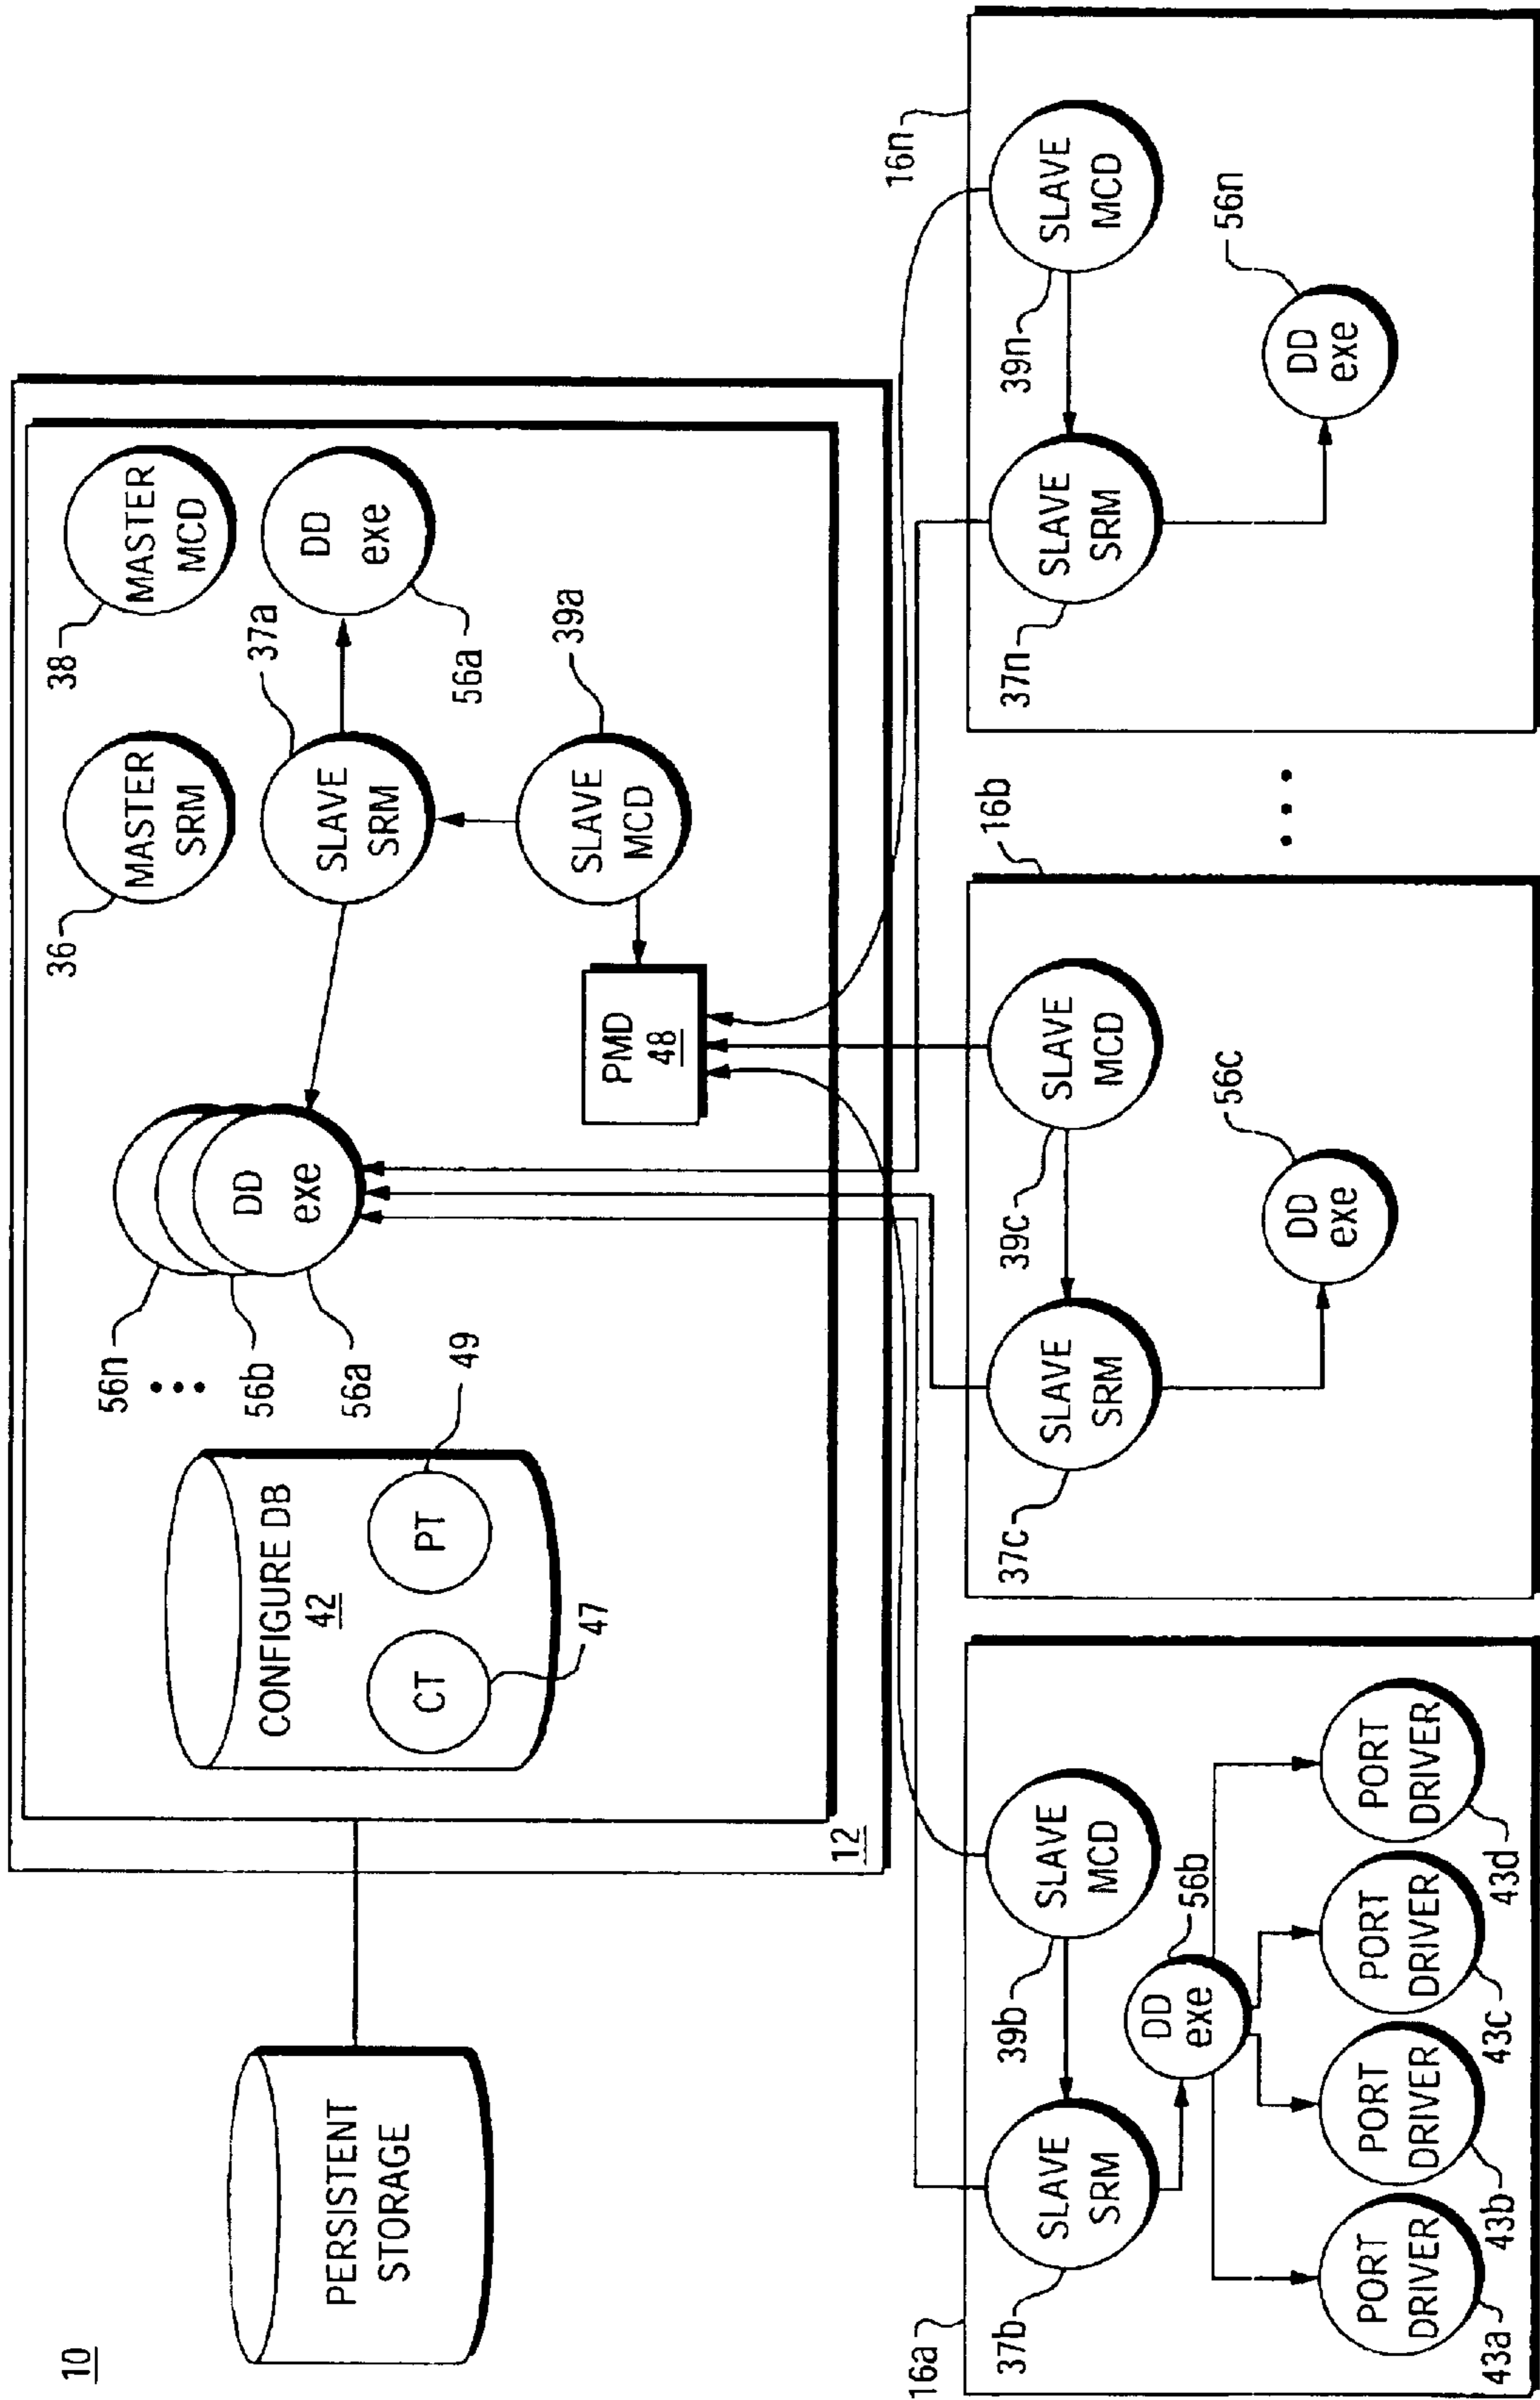 10
PERSISTENT
STORAGE
12
CONFIGURE DB
42
CT
PT
47
49
56n
56b
56a
DD
exe
PMD
48
36
MASTER
SRM
38
MASTER
MCD
SLAVE
SRM
37a
DD
exe
56a
SLAVE
MCD
39a
16a
37b
SLAVE
SRM
39b
SLAVE
MCD
DD
exe
56b
PORT
DRIVER
43a
PORT
DRIVER
43b
PORT
DRIVER
43c
PORT
DRIVER
43d
16b
37c
SLAVE
SRM
39c
SLAVE
MCD
DD
exe
56c
16n
37n
SLAVE
SRM
39n
SLAVE
MCD
DD
exe
56n